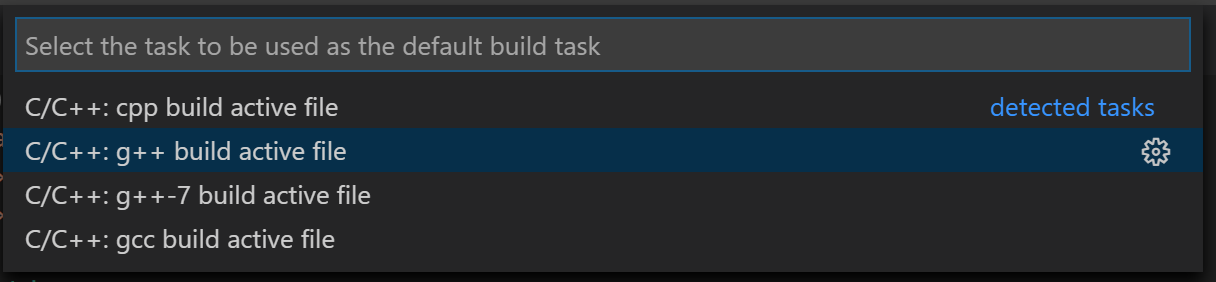 Select the task to be used as the default build task
C/C++: cpp build active file detected tasks
C/C++: g++ build active file
C/C++: g++-7 build active file
C/C++: gcc build active file